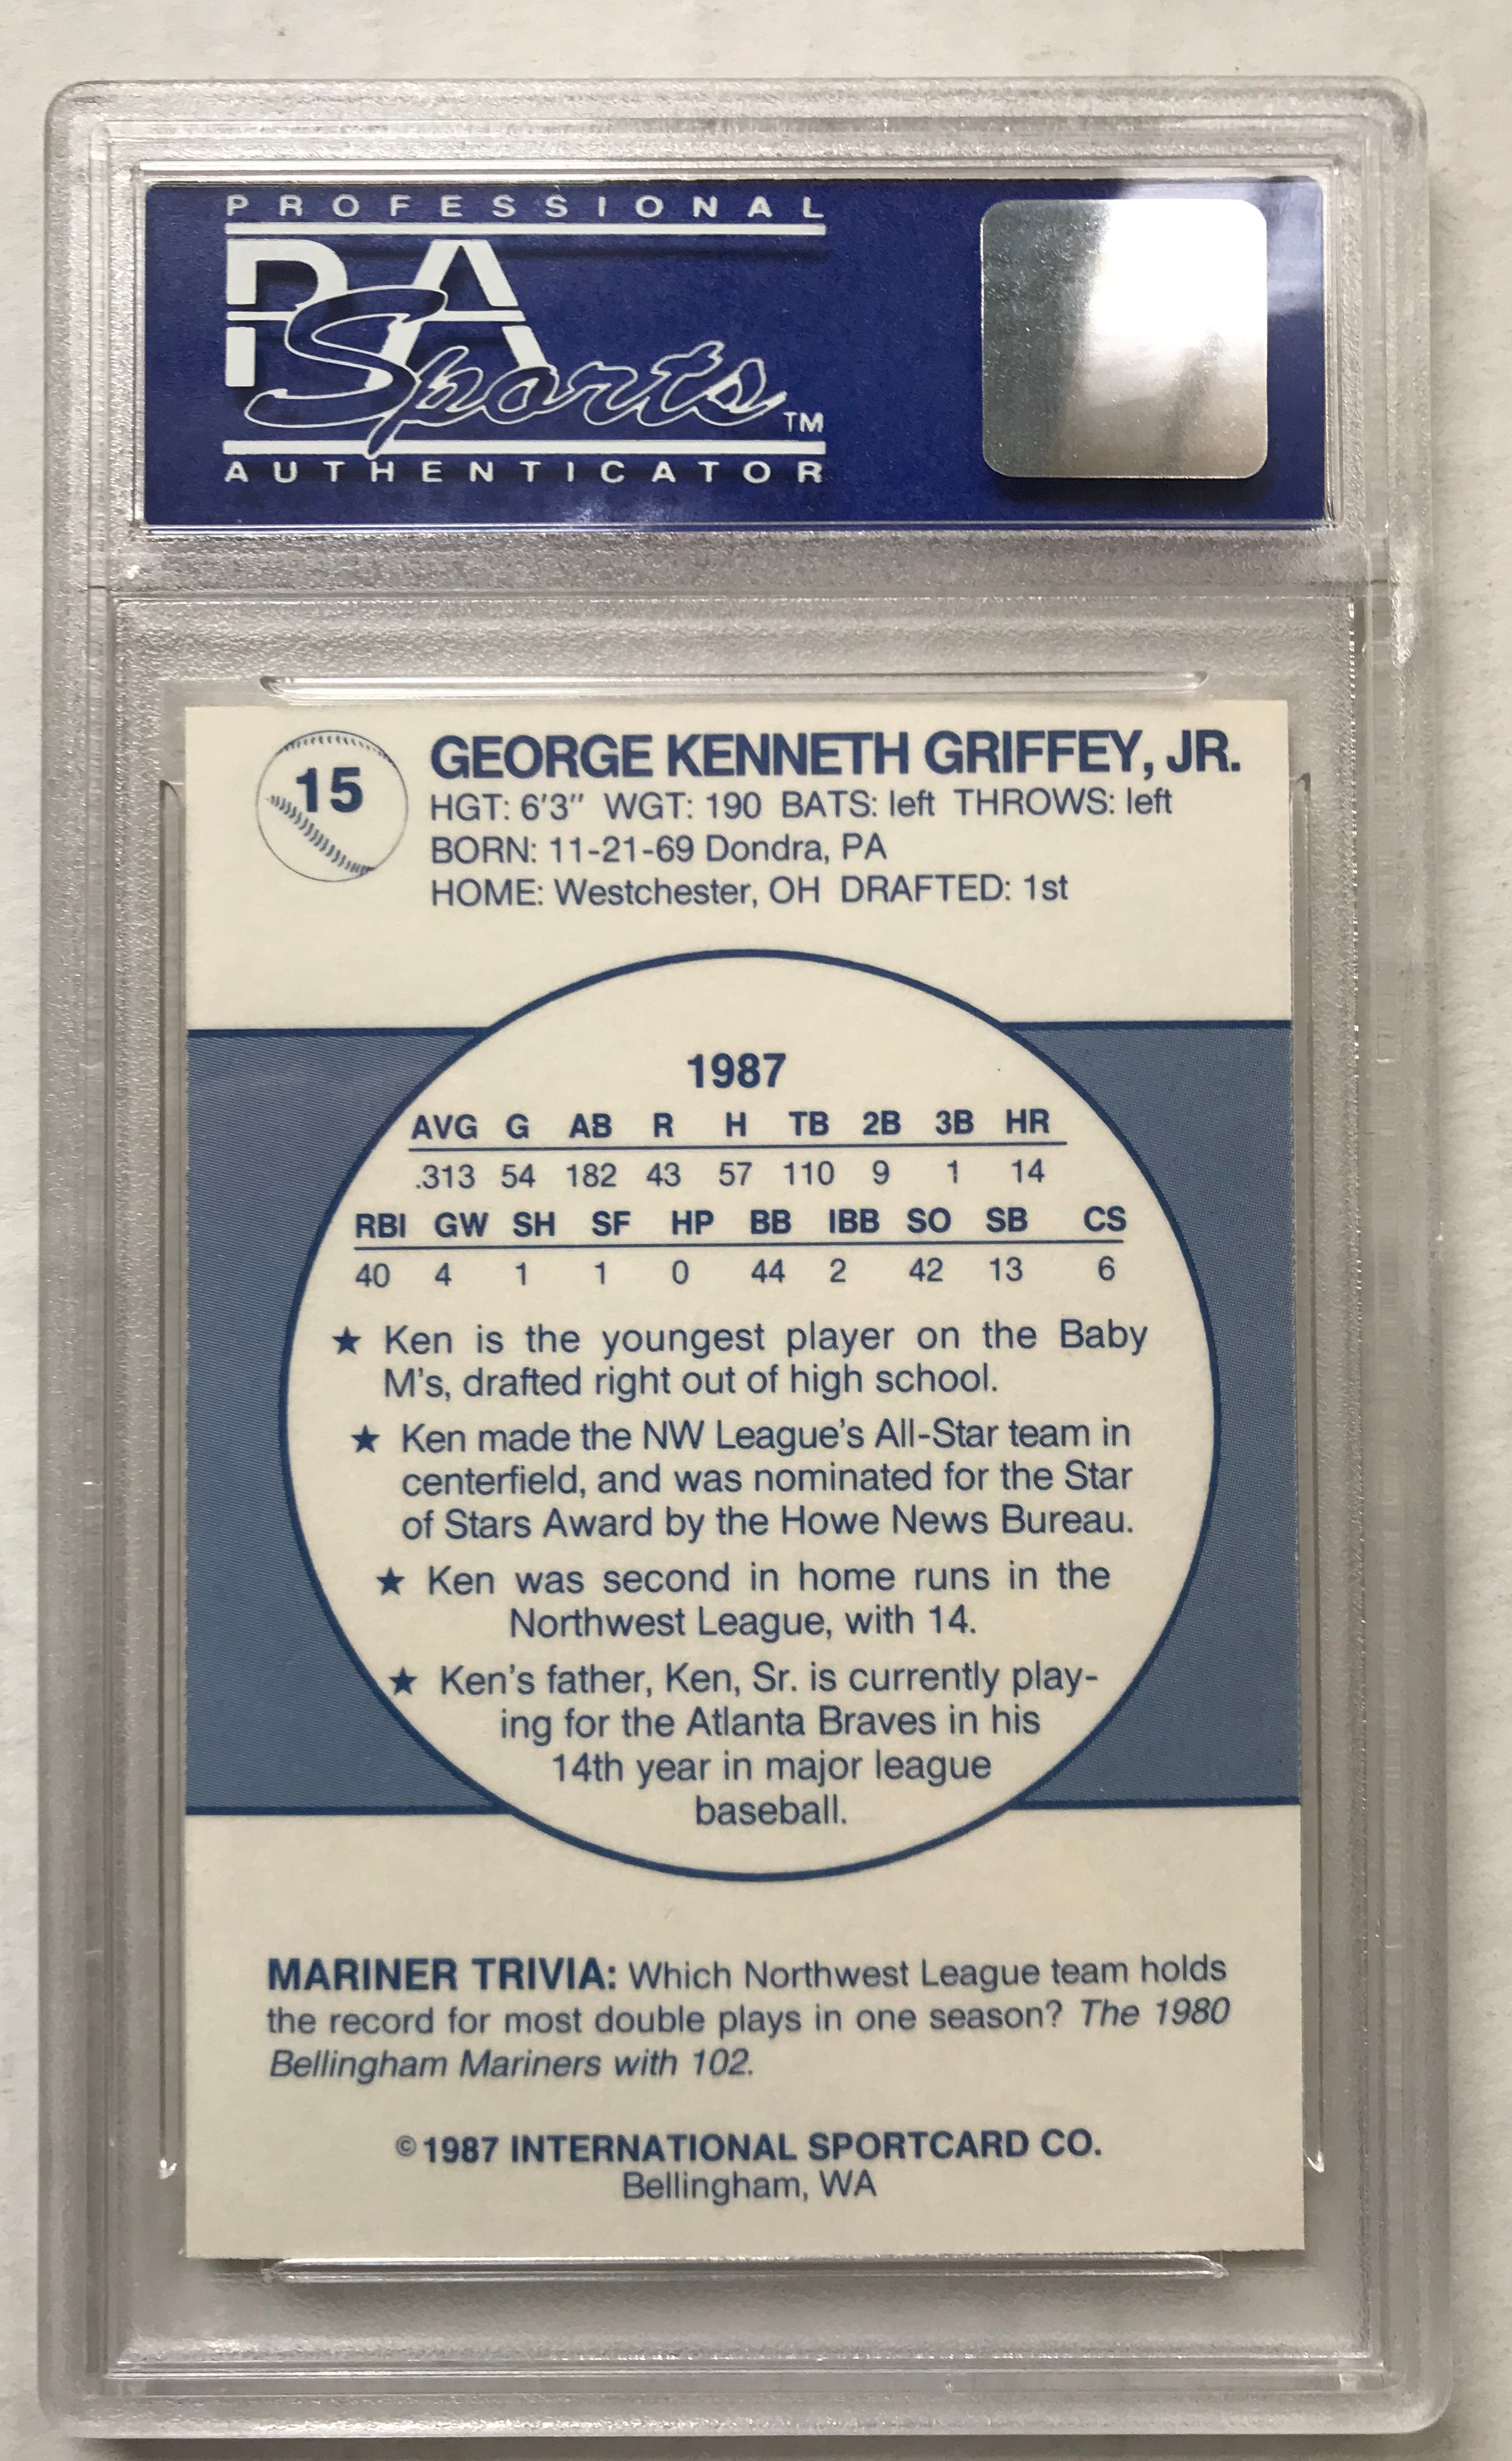 PROFESSIONAL
PSA
Sports TM
AUTHENTICATOR
15
GEORGE KENNETH GRIFFEY, JR.
HGT: 6'3" WGT: 190 BATS: left THROWS: left
BORN: 11-21-69 Dondra, PA
HOME: Westchester, OH DRAFTED: 1st
1987
AVG G AB R H TB 2B 3B HR
.313 54 182 43 57 110 9 1 14
RBI GW SH SF HP BB IBB SO SB CS
40 4 1 1 0 44 2 42 13 6
★ Ken is the youngest player on the Baby
M's, drafted right out of high school.
★ Ken made the NW League's All-Star team in
centerfield, and was nominated for the Star
of Stars Award by the Howe News Bureau.
★ Ken was second in home runs in the
Northwest League, with 14.
★ Ken's father, Ken, Sr. is currently play-
ing for the Atlanta Braves in his
14th year in major league
baseball.
MARINER TRIVIA: Which Northwest League team holds
the record for most double plays in one season? The 1980
Bellingham Mariners with 102.
© 1987 INTERNATIONAL SPORTCARD CO.
Bellingham, WA